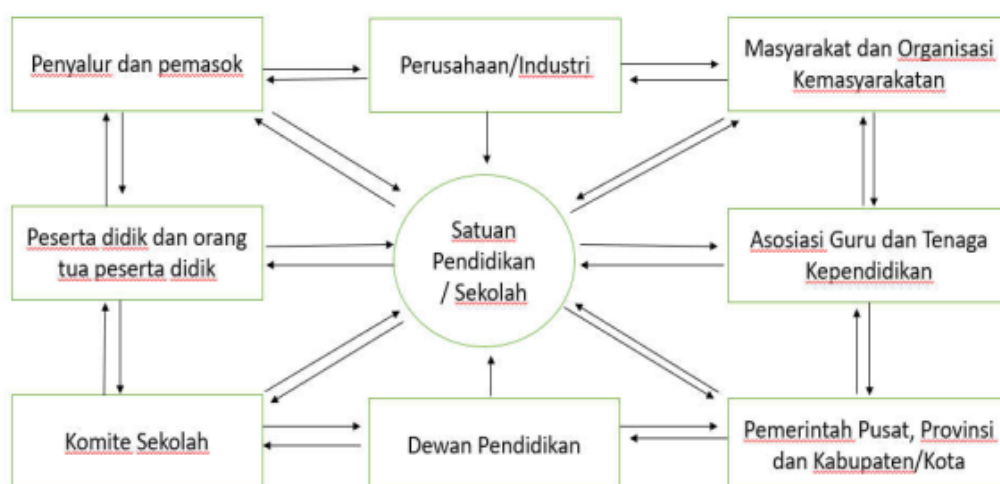 Penyalur dan pemasok
Perusahaan/Industri
Masyarakat dan Organisasi
Kemasyarakatan
Peserta didik dan orang
tua peserta didik
Satuan
Pendidikan
/ Sekolah
Asosiasi Guru dan Tenaga
Kependidikan
Komite Sekolah
Dewan Pendidikan
Pemerintah Pusat, Provinsi
dan Kabupaten/Kota